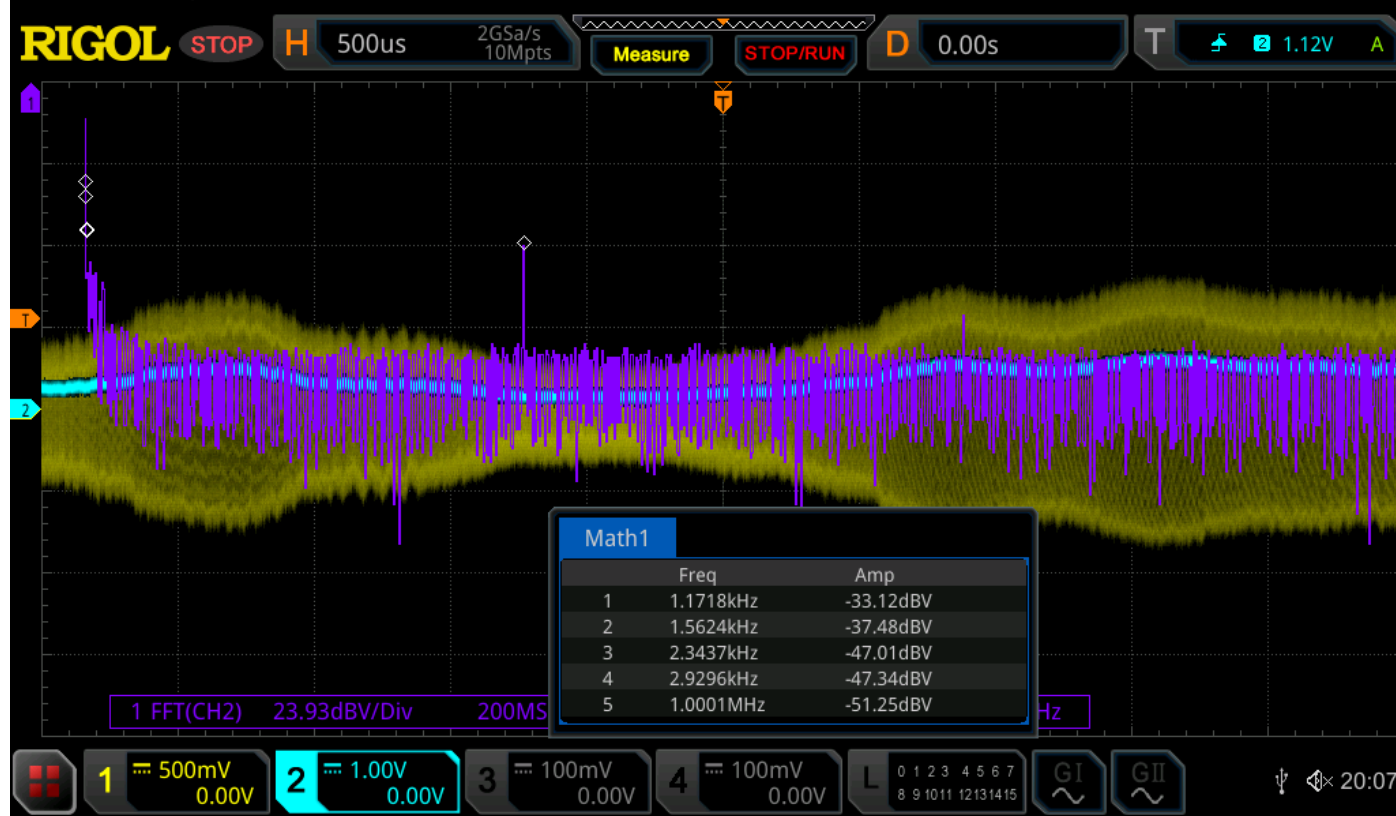 RIGOL STOP H 500us 2GSa/s 10Mpts Measure STOP/RUN D 0.00s T 2 1.12V A
1
T
T
2
Math1
Freq Amp
1 1.1718kHz -33.12dBV
2 1.5624kHz -37.48dBV
3 2.3437kHz -47.01dBV
4 2.9296kHz -47.34dBV
5 1.0001MHz -51.25dBV
1 FFT(CH2) 23.93dBV/Div 200MS Hz
1 500mV 0.00V 2 1.00V 0.00V 3 100mV 0.00V 4 100mV 0.00V L 0 1 2 3 4 5 6 7 8 9 10 11 12 13 14 15 GI GII 20:07